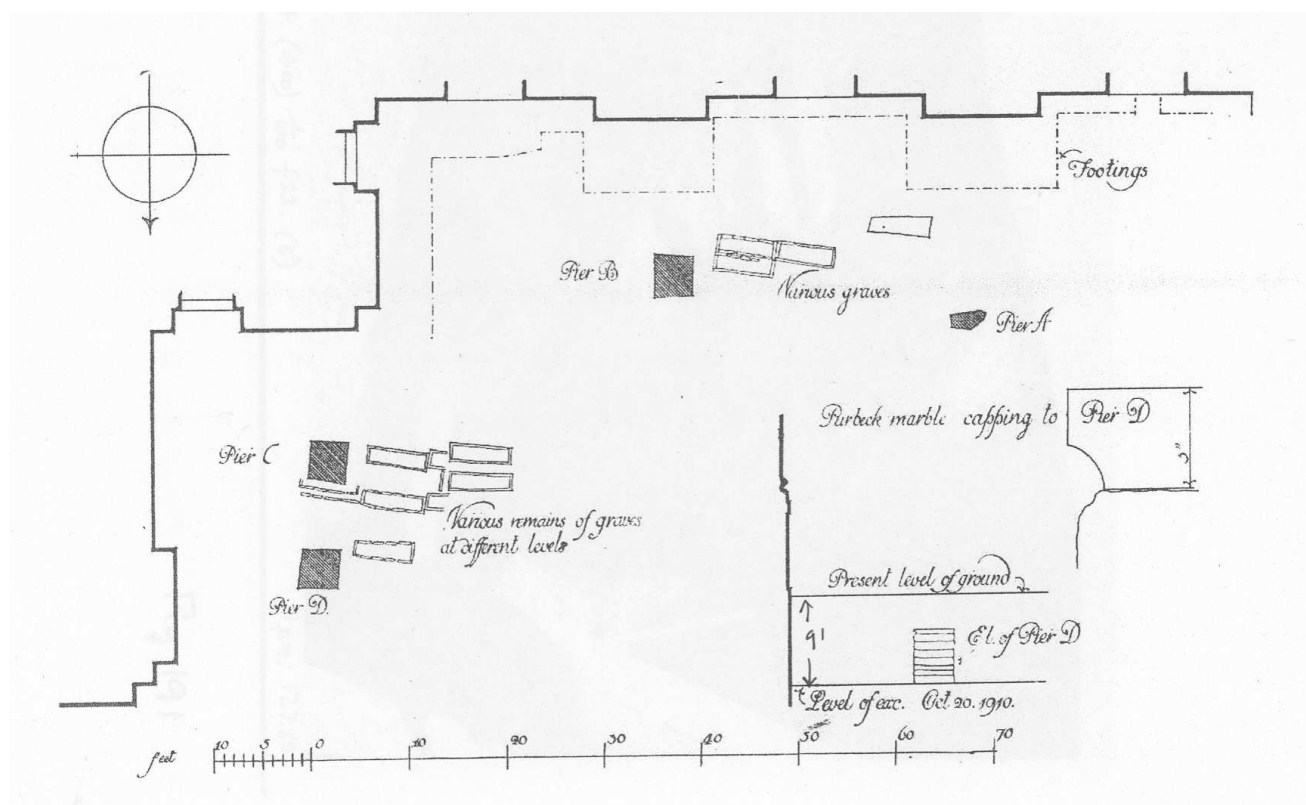 Footings
Pier B
Various graves
Pier A
Purbeck marble capping to Pier D
Pier C
Various remains of graves
at different levels
Pier D.
Present level of ground
9'
El. of Pier D
Level of exc. Oct 20. 1910.
feet
10 5 0 10 20 30 40 50 60 70